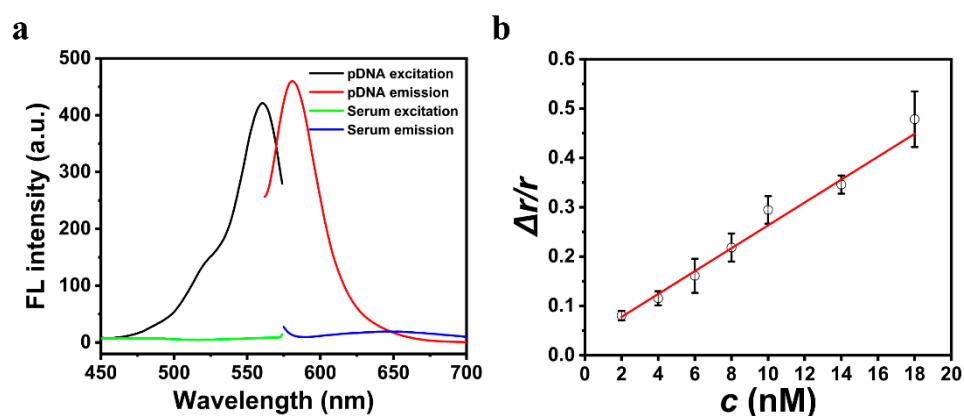 a
FL intensity (a.u.)
500
400
300
200
100
0
pDNA excitation
pDNA emission
Serum excitation
Serum emission
450 500 550 600 650 700
Wavelength (nm)
b
Δr/r
0.6
0.5
0.4
0.3
0.2
0.1
0.0
0 2 4 6 8 10 12 14 16 18 20
c (nM)